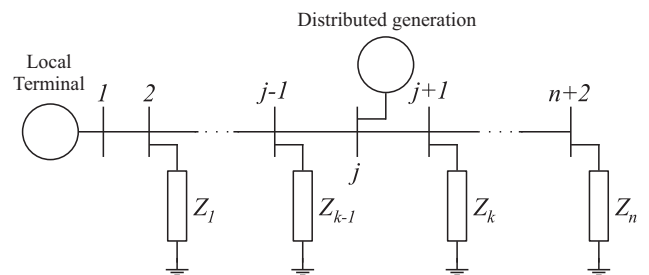 Distributed generation
Local
Terminal
1 2 j-1 j+1 n+2
. . . . . .
j
Z1 Zk-1 Zk Zn